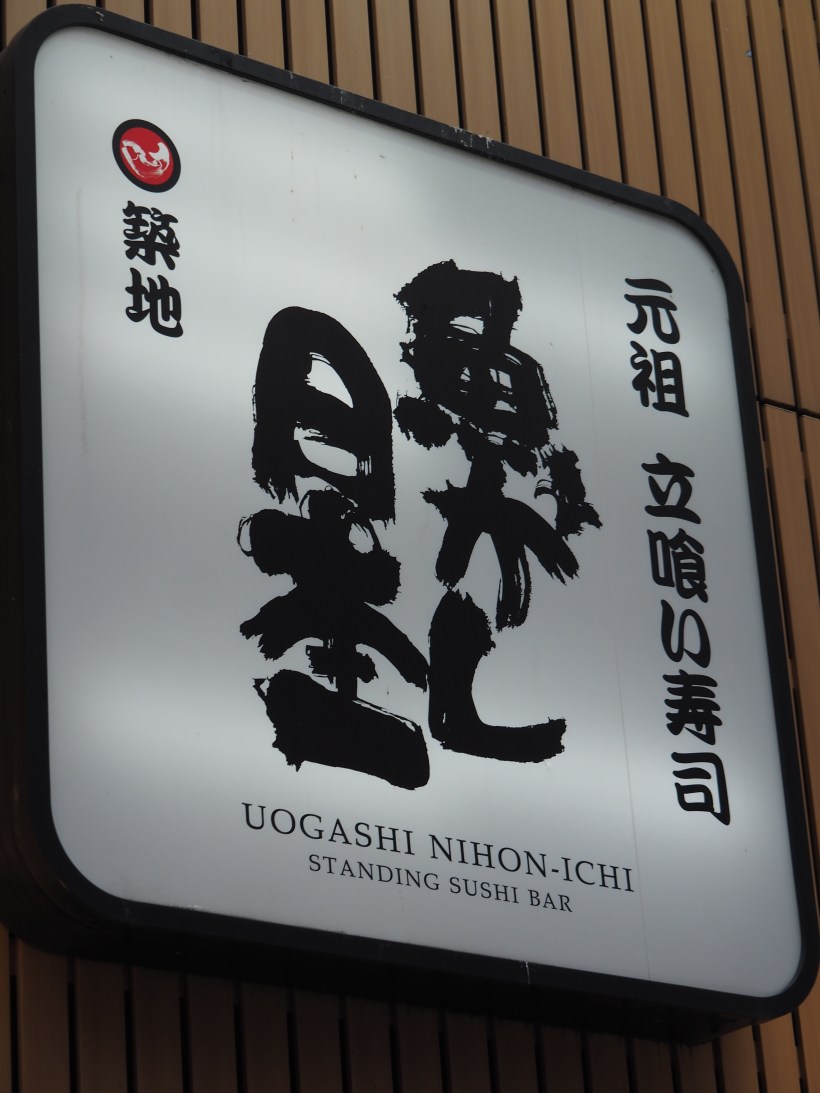 元祖 立喰い寿司
魚がし
日本一
築地
UOGASHI NIHON-ICHI
STANDING SUSHI BAR